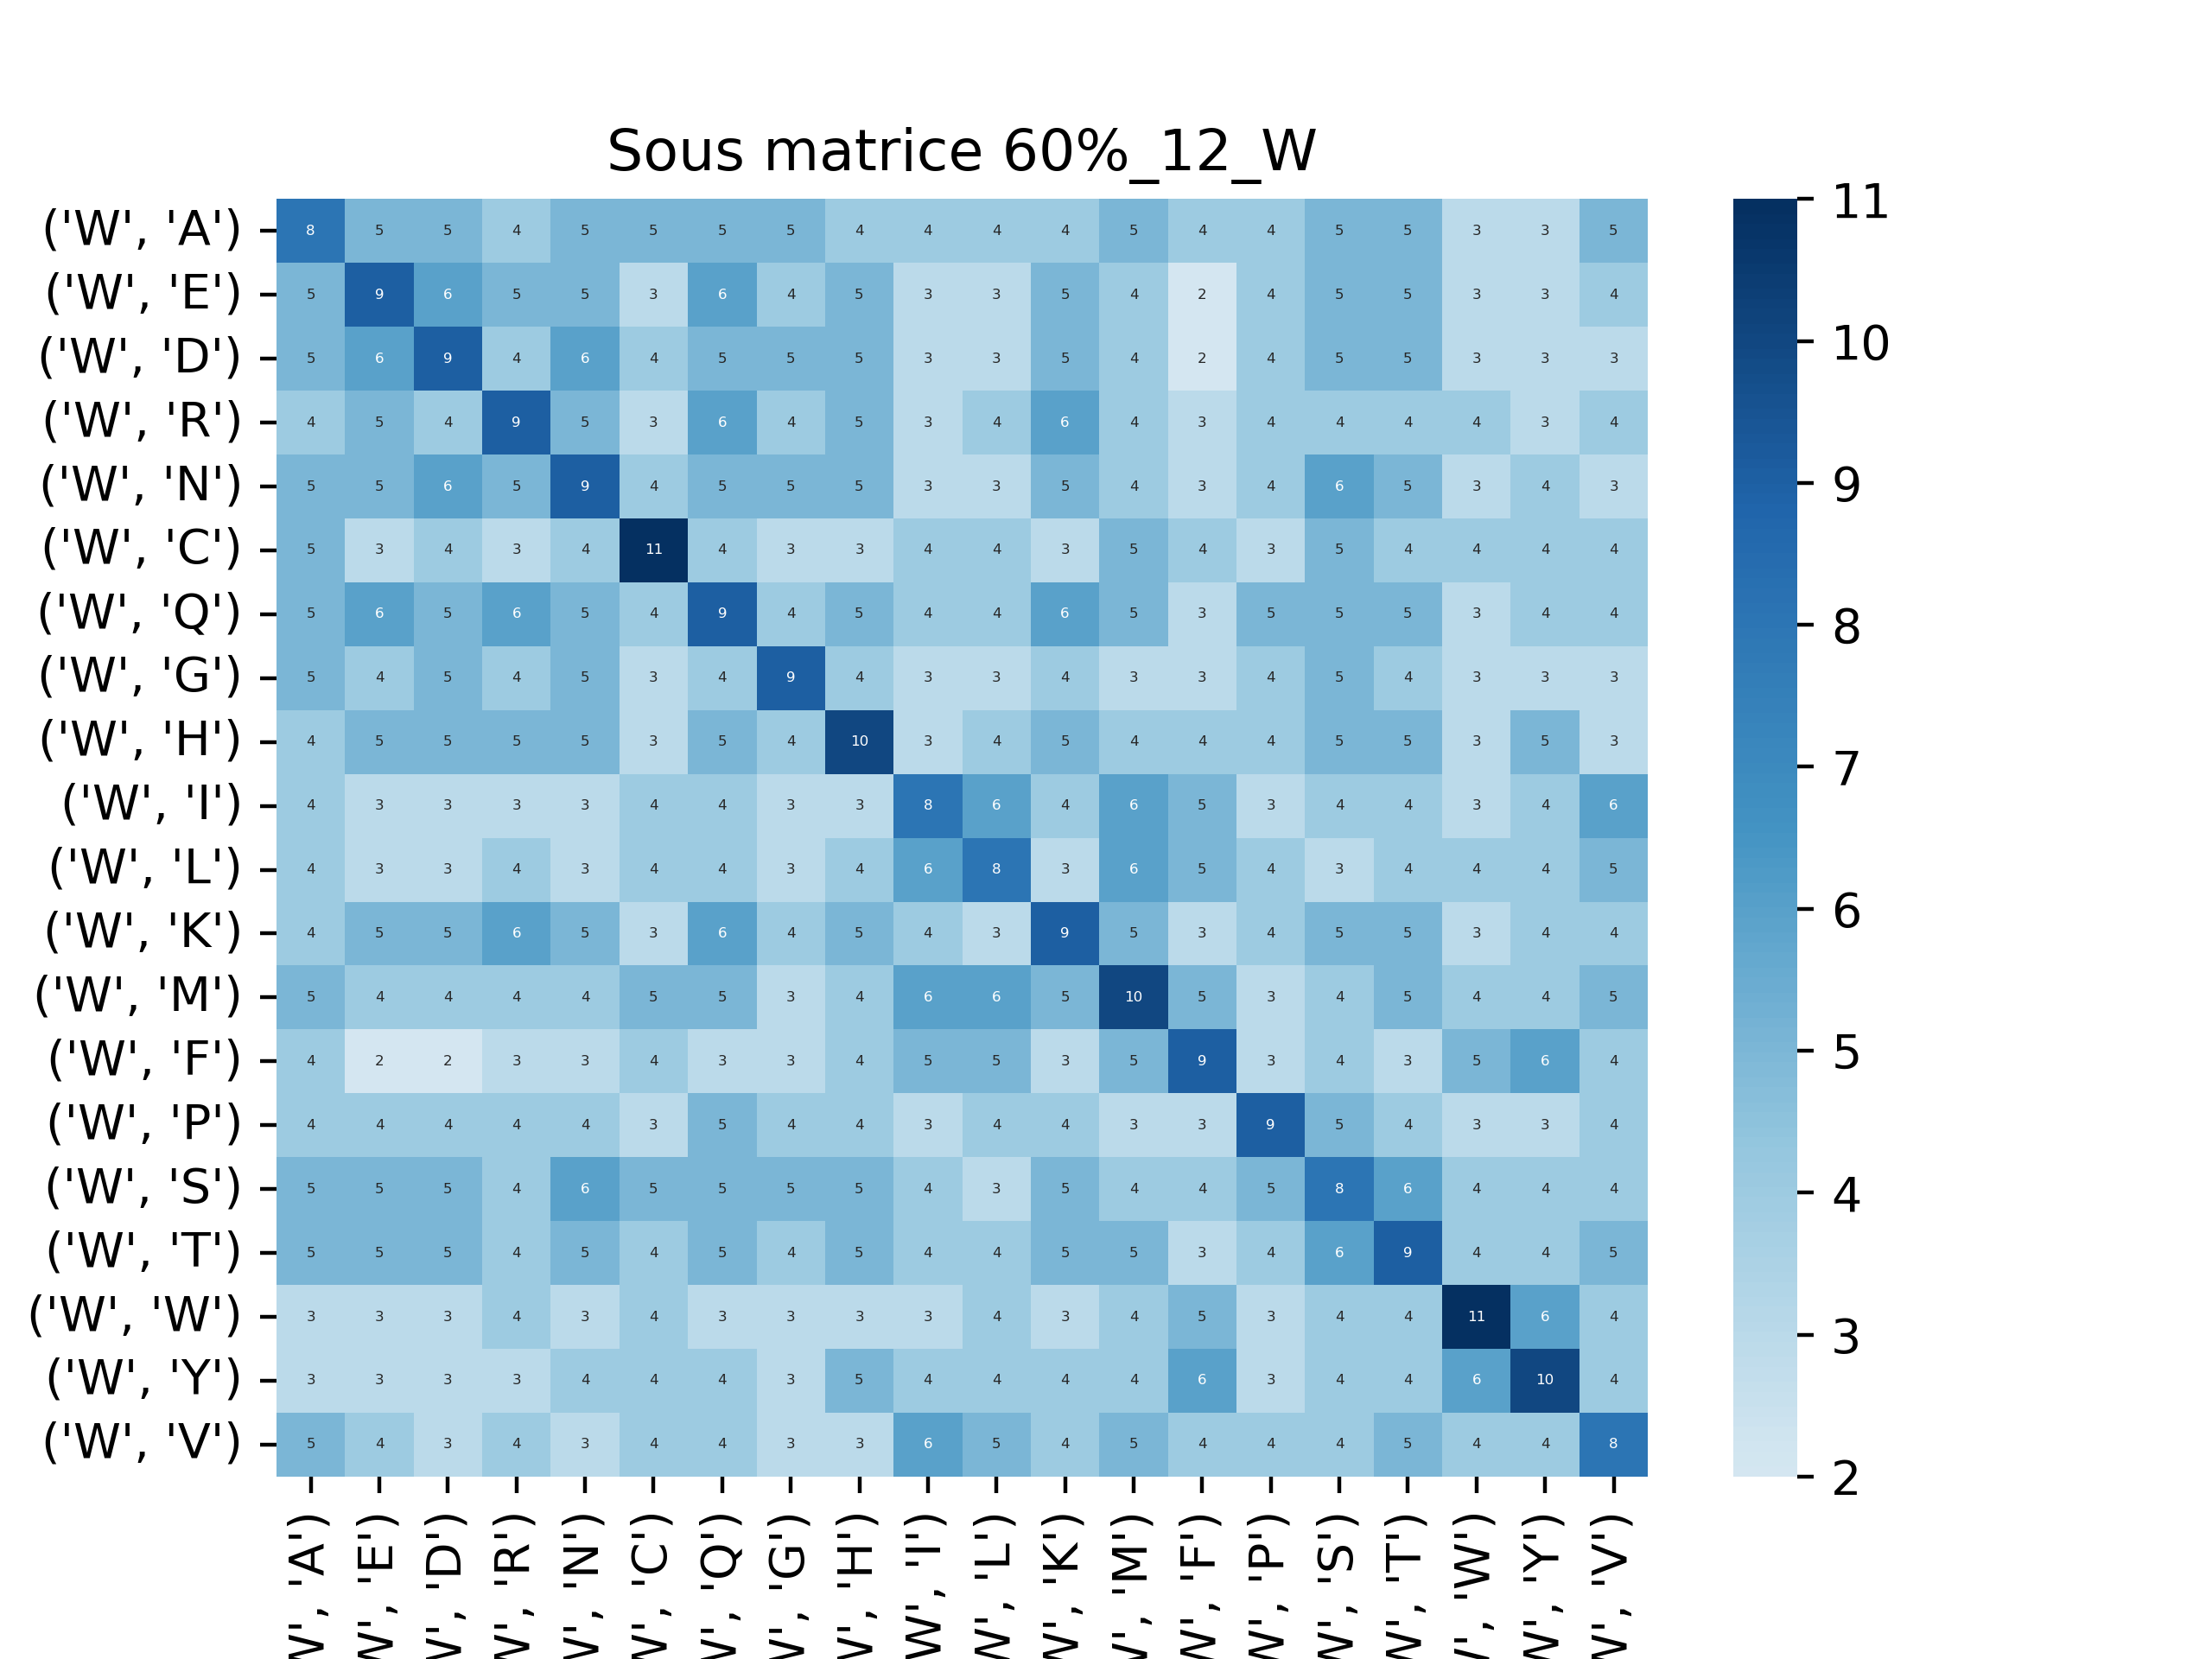 Sous matrice 60%_12_W
('W', 'A') 8 5 5 4 5 5 5 5 4 4 4 4 5 4 4 5 5 3 3 5
('W', 'E') 5 9 6 5 5 3 6 4 5 3 3 5 4 2 4 5 5 3 3 4
('W', 'D') 5 6 9 4 6 4 5 5 5 3 3 5 4 2 4 5 5 3 3 3
('W', 'R') 4 5 4 9 5 3 6 4 5 3 4 6 4 3 4 4 4 4 3 4
('W', 'N') 5 5 6 5 9 4 5 5 5 3 3 5 4 3 4 6 5 3 4 3
('W', 'C') 5 3 4 3 4 11 4 3 3 4 4 3 5 4 3 5 4 4 4 4
('W', 'Q') 5 6 5 6 5 4 9 4 5 4 4 6 5 3 5 5 5 3 4 4
('W', 'G') 5 4 5 4 5 3 4 9 4 3 3 4 3 3 4 5 4 3 3 3
('W', 'H') 4 5 5 5 5 3 5 4 10 3 4 5 4 4 4 5 5 3 5 3
('W', 'I') 4 3 3 3 3 4 4 3 3 8 6 4 6 5 3 4 4 3 4 6
('W', 'L') 4 3 3 4 3 4 4 3 4 6 8 3 6 5 4 3 4 4 4 5
('W', 'K') 4 5 5 6 5 3 6 4 5 4 3 9 5 3 4 5 5 3 4 4
('W', 'M') 5 4 4 4 4 5 5 3 4 6 6 5 10 5 3 4 5 4 4 5
('W', 'F') 4 2 2 3 3 4 3 3 4 5 5 3 5 9 3 4 3 5 6 4
('W', 'P') 4 4 4 4 4 3 5 4 4 3 4 4 3 3 9 5 4 3 3 4
('W', 'S') 5 5 5 4 6 5 5 5 5 4 3 5 4 4 5 8 6 4 4 4
('W', 'T') 5 5 5 4 5 4 5 4 5 4 4 5 5 3 4 6 9 4 4 5
('W', 'W') 3 3 3 4 3 4 3 3 3 3 4 3 4 5 3 4 4 11 6 4
('W', 'Y') 3 3 3 3 4 4 4 3 5 4 4 4 4 6 3 4 4 6 10 4
('W', 'V') 5 4 3 4 3 4 4 3 3 6 5 4 5 4 4 4 5 4 4 8
W', 'A')
W', 'E')
W', 'D')
W', 'R')
W', 'N')
W', 'C')
W', 'Q')
W', 'G')
W', 'H')
'W', 'I')
W', 'L')
W', 'K')
', 'M')
W', 'F')
W', 'P')
W', 'S')
W', 'T')
', 'W')
W', 'Y')
W', 'V')
11
10
9
8
7
6
5
4
3
2